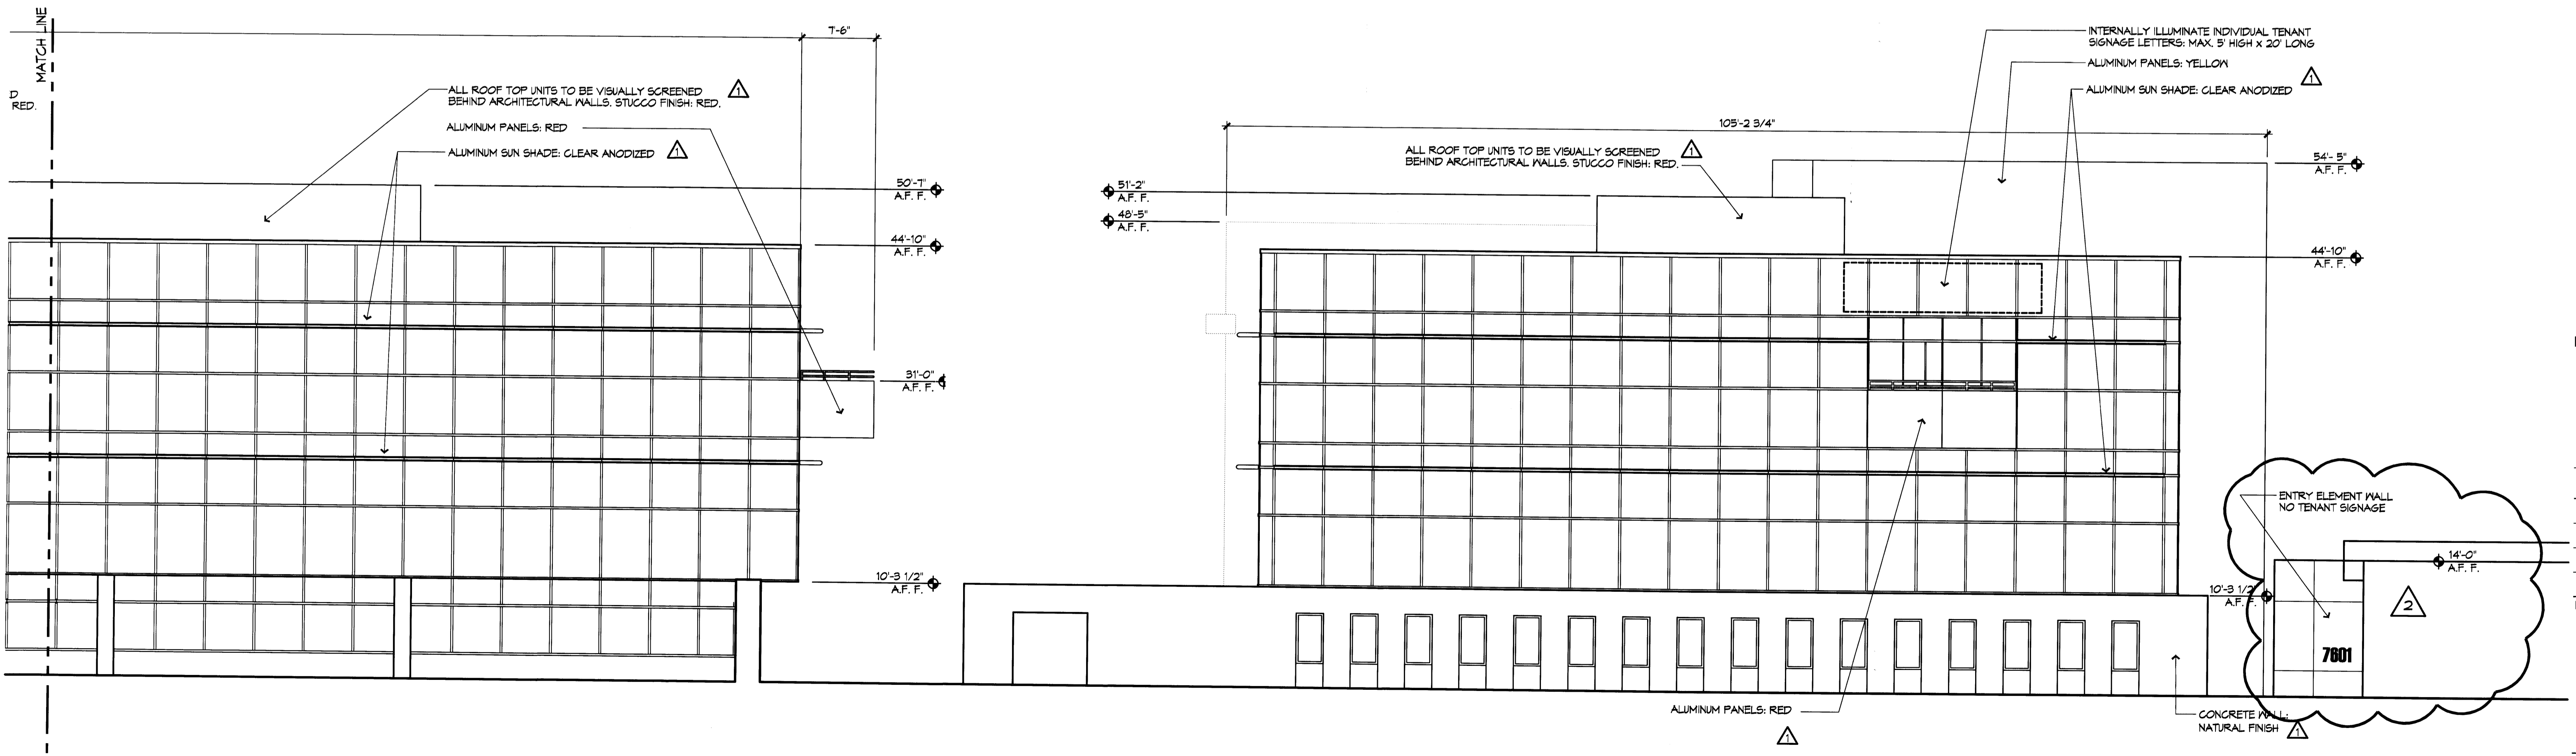 MATCH LINE
D
RED.
7'-6"
ALL ROOF TOP UNITS TO BE VISUALLY SCREENED
BEHIND ARCHITECTURAL WALLS. STUCCO FINISH: RED.
1
ALUMINUM PANELS: RED
ALUMINUM SUN SHADE: CLEAR ANODIZED
1
50'-7"
A.F. F.
44'-10"
A.F. F.
31'-0"
A.F. F.
10'-3 1/2"
A.F. F.
INTERNALLY ILLUMINATE INDIVIDUAL TENANT
SIGNAGE LETTERS: MAX. 5' HIGH x 20' LONG
ALUMINUM PANELS: YELLOW
1
ALUMINUM SUN SHADE: CLEAR ANODIZED
105'-2 3/4"
ALL ROOF TOP UNITS TO BE VISUALLY SCREENED
BEHIND ARCHITECTURAL WALLS. STUCCO FINISH: RED.
1
51'-2"
A.F. F.
48'-5"
A.F. F.
54'- 5"
A.F. F.
44'-10"
A.F. F.
ENTRY ELEMENT WALL
NO TENANT SIGNAGE
14'-0"
A.F. F.
10'-3 1/2"
A.F. F.
2
7601
ALUMINUM PANELS: RED
1
CONCRETE WALL:
NATURAL FINISH
1